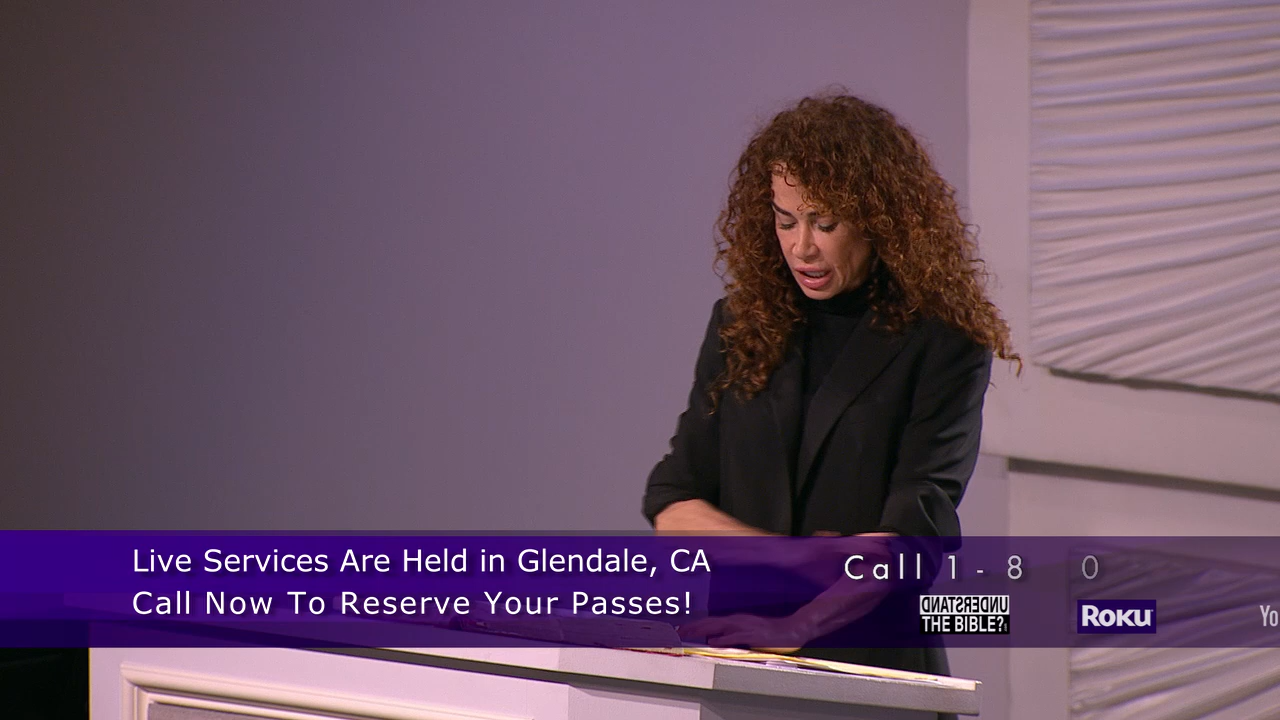 Live Services Are Held in Glendale, CA
Call Now To Reserve Your Passes!
Call 1 - 8 0
UNDERSTAND
THE BIBLE?
Roku
Yo